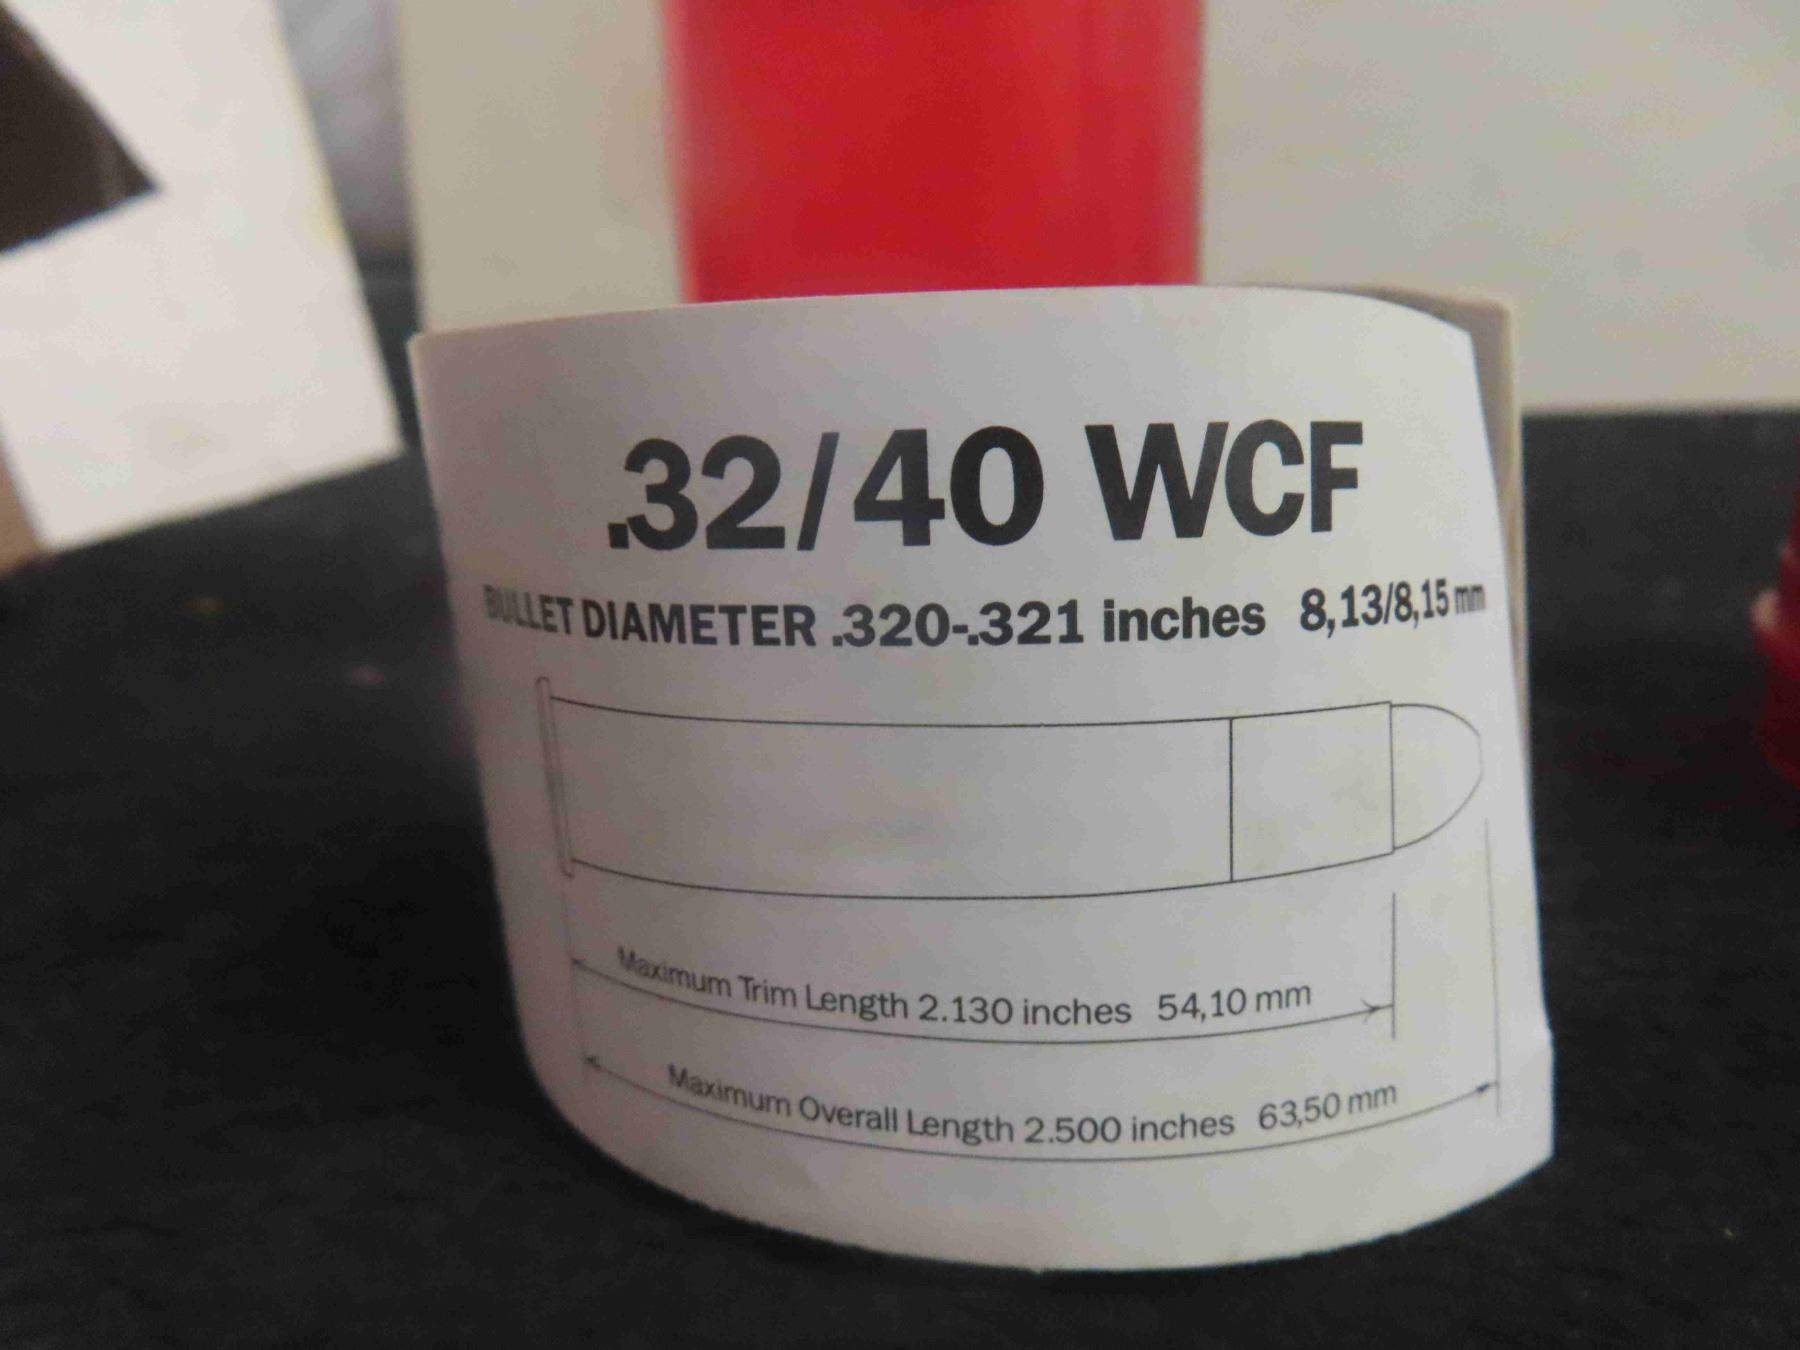 .32/40 WCF
BULLET DIAMETER .320-.321 inches 8,13/8,15 mm
Maximum Trim Length 2.130 inches 54,10 mm
Maximum Overall Length 2.500 inches 63,50 mm